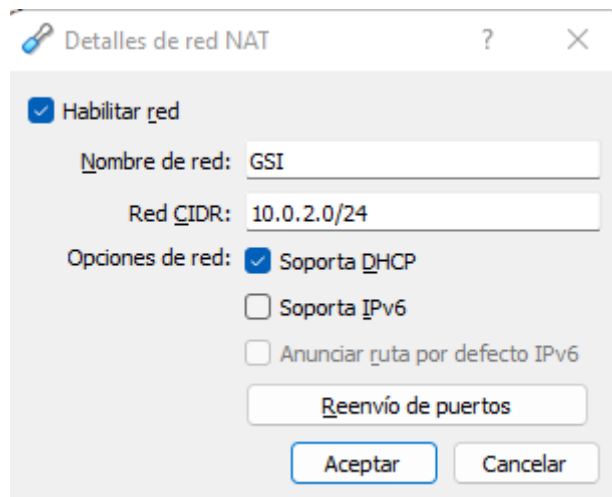 Detalles de red NAT ?
Habilitar red
Nombre de red: GSI
Red CIDR: 10.0.2.0/24
Opciones de red: Soporta DHCP
Soporta IPv6
Anunciar ruta por defecto IPv6
Reenvío de puertos
Aceptar Cancelar